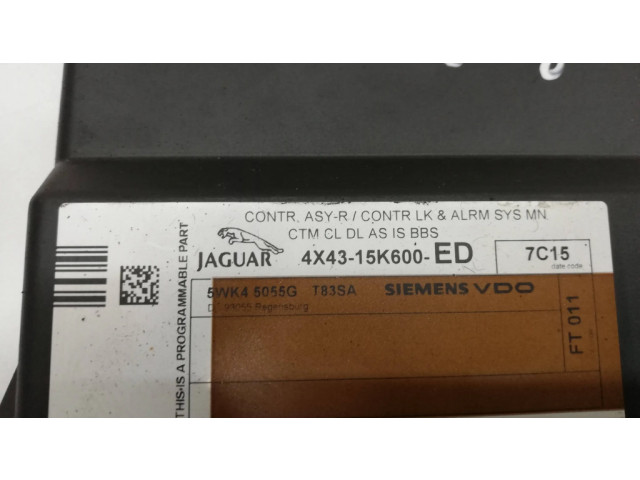 CONTR. ASY-R / CONTR LK & ALRM SYS MN
CTM CL DL AS IS BBS
JAGUAR 4X43-15K600-ED 7C15
date code
5WK4 5055G T83SA SIEMENS VDO
93055 Regensburg
FT 011
THIS IS A PROGRAMMABLE PART